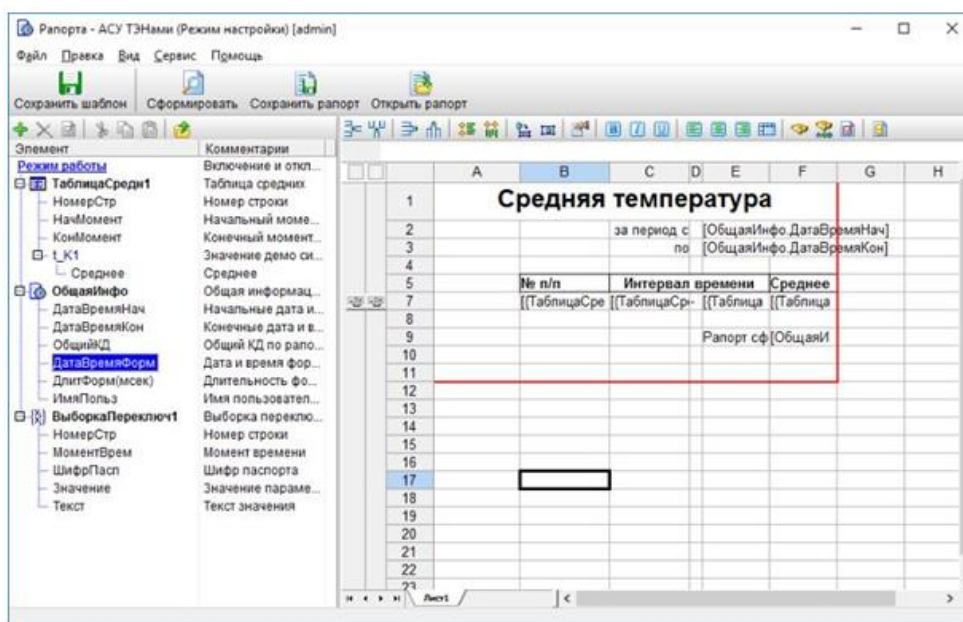 Рапорта - АСУ ТЭНами (Режим настройки) [admin]
Файл Правка Вид Сервис Помощь
Сохранить шаблон Сформировать Сохранить рапорт Открыть рапорт
Элемент Комментарии
Режим работы Включение и откл...
ТаблицаСредн1 Таблица средних
НомерСтр Номер строки
НачМомент Начальный моме...
КонМомент Конечный момент...
t_K1 Значение демо си...
Среднее Среднее
ОбщаяИнфо Общая информац...
ДатаВремяНач Начальные дата и...
ДатаВремяКон Конечные дата и в...
ОбщийКД Общий КД по рапо...
ДатаВремяФорм Дата и время фор...
ДлитФорм(мсек) Длительность фо...
ИмяПольз Имя пользовател...
ВыборкаПереключ1 Выборка переклю...
НомерСтр Номер строки
МоментВрем Момент времени
ШифрПасп Шифр паспорта
Значение Значение параме...
Текст Текст значения
A B C D E F G H
1 Средняя температура
2 за период с [ОбщаяИнфо.ДатаВремяНач]
3 по [ОбщаяИнфо.ДатаВремяКон]
4
5 № п/п Интервал времени Среднее
7 [[ТаблицаСре [[ТаблицаСр- [[Таблица [[Таблица
8
9 Рапорт сф [ОбщаяИ
10
11
12
13
14
15
16
17
18
19
20
21
22
23
Лист1